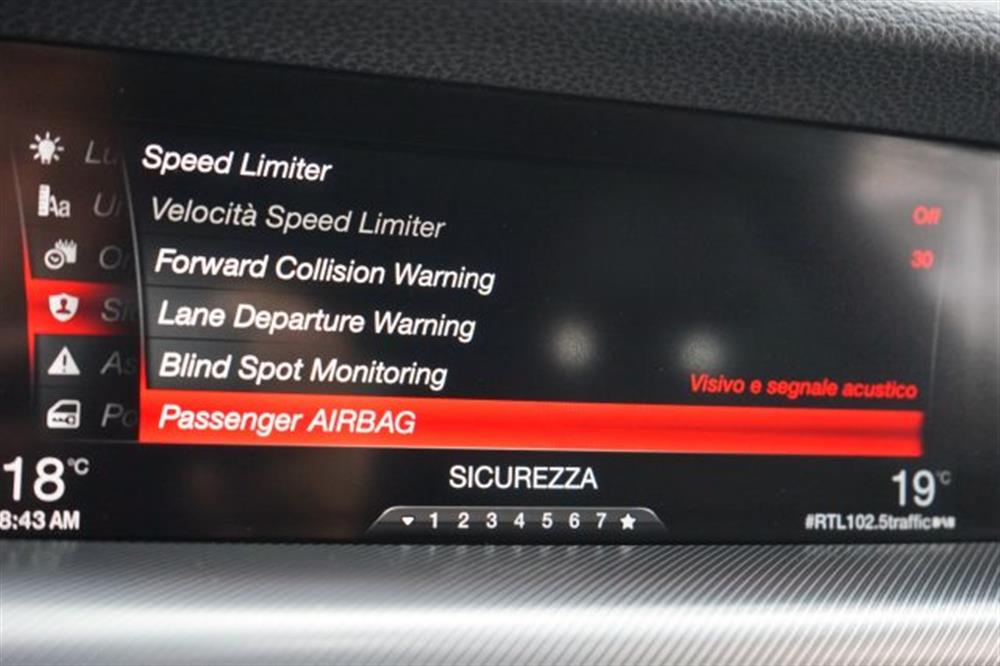 Speed Limiter
Velocità Speed Limiter Off
Forward Collision Warning 30
Lane Departure Warning
Blind Spot Monitoring Visivo e segnale acustico
Passenger AIRBAG
Aa
18°C SICUREZZA 19°C
8:43 AM 1 2 3 4 5 6 7 #RTL102.5traffic